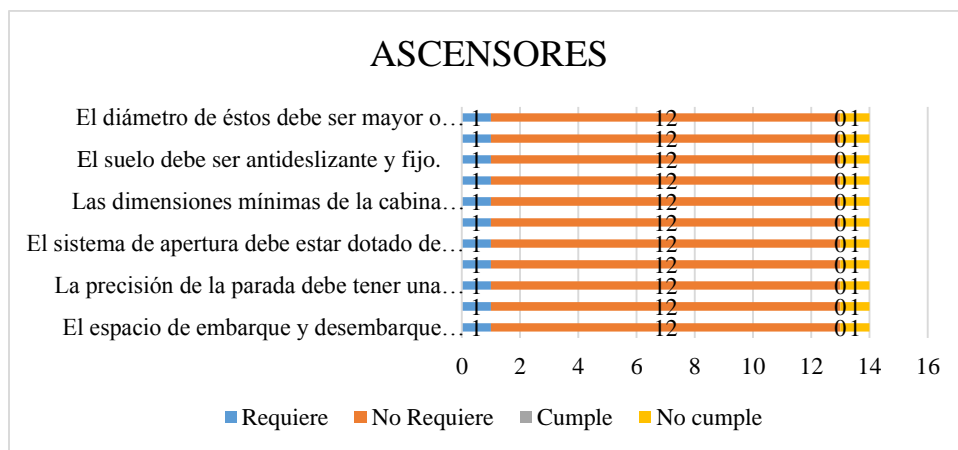 ASCENSORES
El diámetro de éstos debe ser mayor o… 1 12 0 1
1 12 0 1
El suelo debe ser antideslizante y fijo. 1 12 0 1
1 12 0 1
Las dimensiones mínimas de la cabina… 1 12 0 1
1 12 0 1
El sistema de apertura debe estar dotado de… 1 12 0 1
1 12 0 1
La precisión de la parada debe tener una… 1 12 0 1
1 12 0 1
El espacio de embarque y desembarque… 1 12 0 1
0 2 4 6 8 10 12 14 16
Requiere No Requiere Cumple No cumple